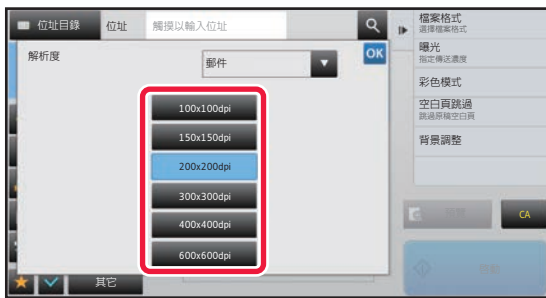 位址目錄
位址
觸摸以輸入位址
檔案格式
選擇檔案格式
曝光
指定傳送濃度
彩色模式
空白頁跳過
跳過原稿空白頁
背景調整
CA
解析度
郵件
OK
100x100dpi
150x150dpi
200x200dpi
300x300dpi
400x400dpi
600x600dpi
其它